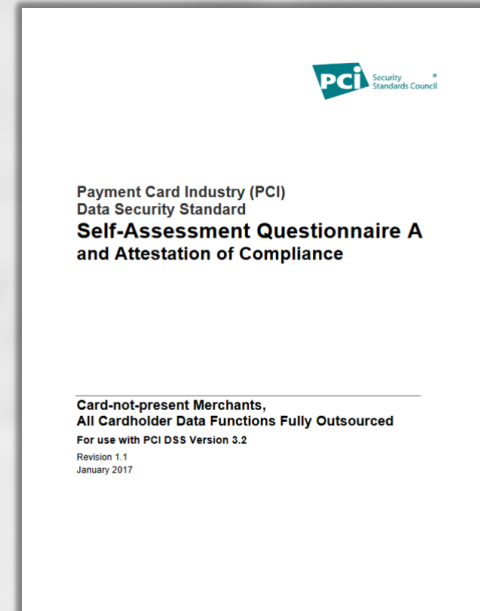 PCi
Security
Standards Council
®
Payment Card Industry (PCI)
Data Security Standard
Self-Assessment Questionnaire A
and Attestation of Compliance
Card-not-present Merchants,
All Cardholder Data Functions Fully Outsourced
For use with PCI DSS Version 3.2
Revision 1.1
January 2017